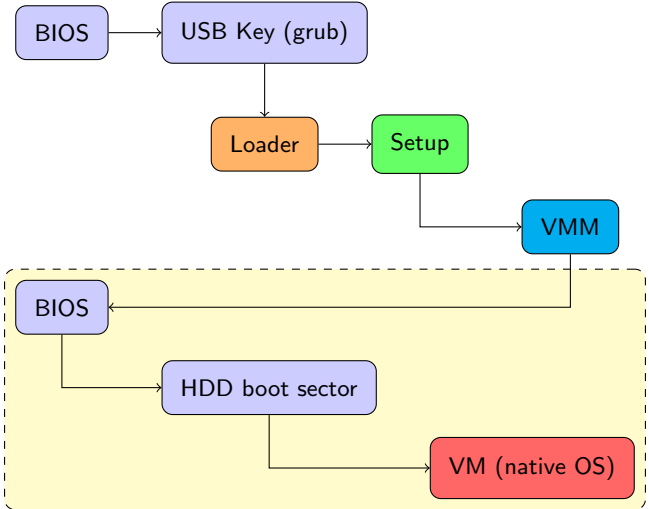 BIOS
USB Key (grub)
Loader
Setup
VMM
BIOS
HDD boot sector
VM (native OS)